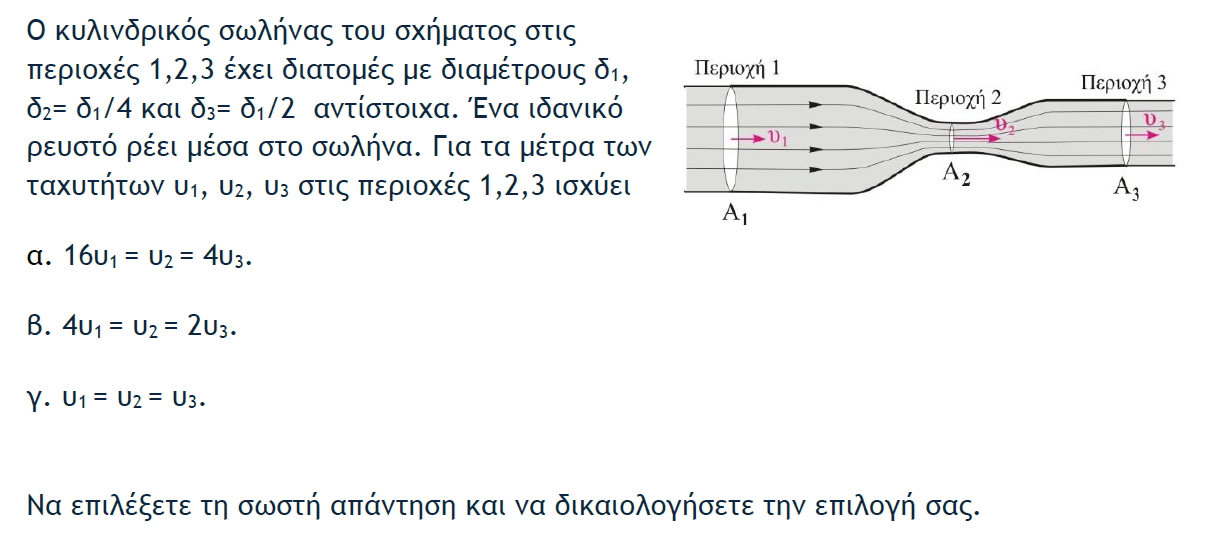 Ο κυλινδρικός σωλήνας του σχήματος στις
περιοχές 1,2,3 έχει διατομές με διαμέτρους δ₁,
δ₂= δ₁/4 και δ₃= δ₁/2 αντίστοιχα. Ένα ιδανικό
ρευστό ρέει μέσα στο σωλήνα. Για τα μέτρα των
ταχυτήτων υ₁, υ₂, υ₃ στις περιοχές 1,2,3 ισχύει
Περιοχή 1
Περιοχή 2
Περιοχή 3
υ₁
υ₂
υ₃
A₁
A₂
A₃
α. 16υ₁ = υ₂ = 4υ₃.
β. 4υ₁ = υ₂ = 2υ₃.
γ. υ₁ = υ₂ = υ₃.
Να επιλέξετε τη σωστή απάντηση και να δικαιολογήσετε την επιλογή σας.